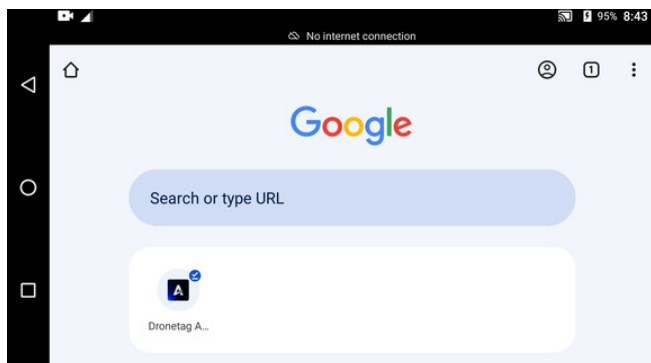 95% 8:43
No internet connection
1
Google
Search or type URL
A
Dronetag A...